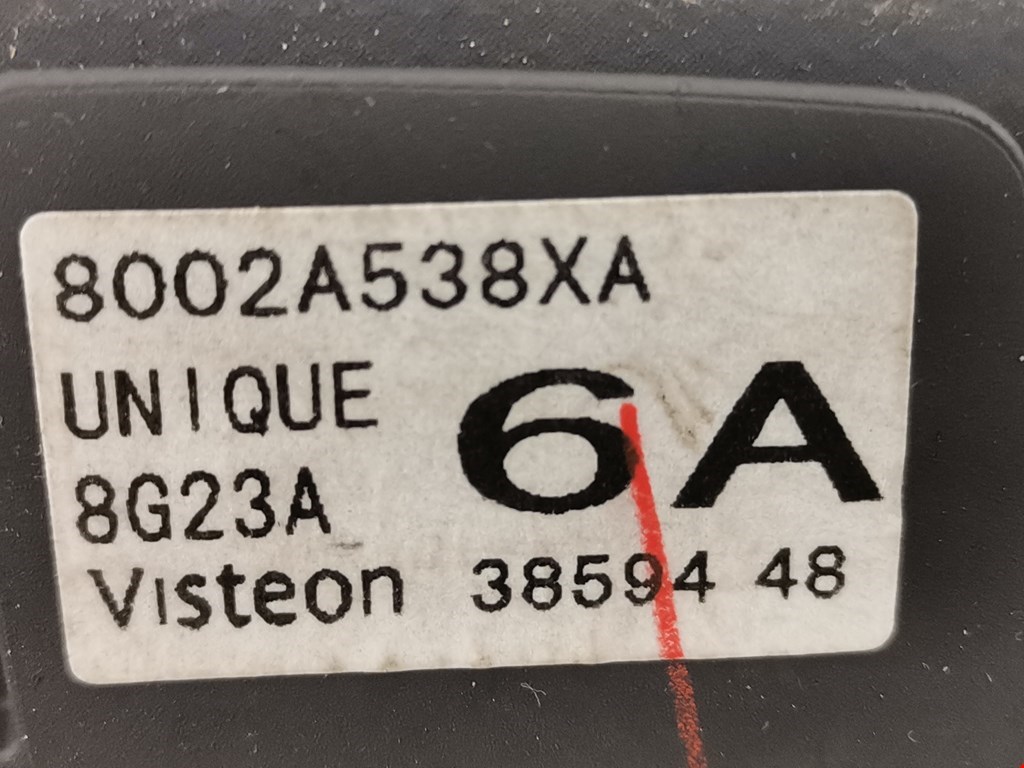 8002A538XA
UNIQUE
6A
8G23A
Visteon 38594 48